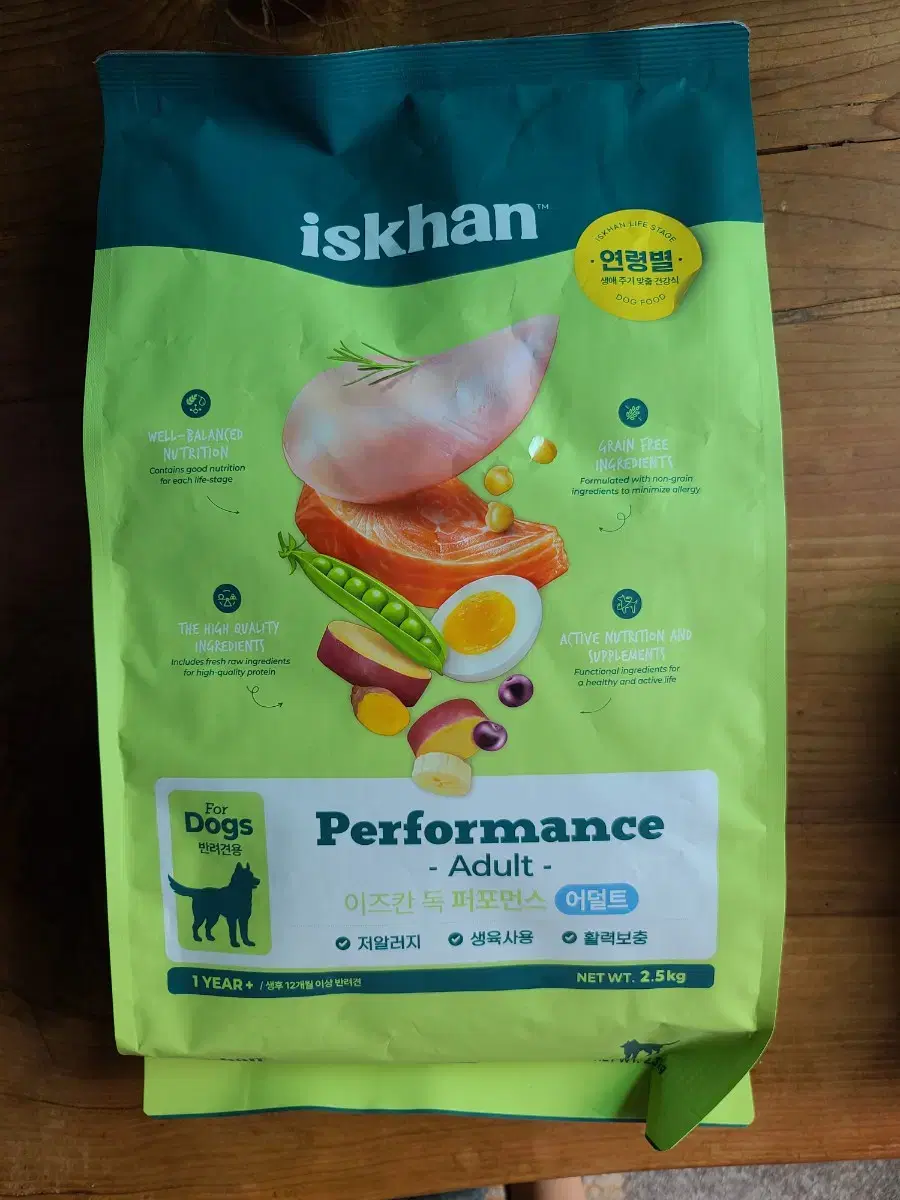 iskhan™
ISKHAN LIFE STAGE
· 연령별 ·
생애 주기 맞춤 건강식
DOG FOOD
WELL-BALANCED
NUTRITION
Contains good nutrition
for each life-stage
GRAIN FREE
INGREDIENTS
Formulated with non-grain
ingredients to minimize allergy
THE HIGH QUALITY
INGREDIENTS
Includes fresh raw ingredients
for high-quality protein
ACTIVE NUTRITION AND
SUPPLEMENTS
Functional ingredients for
a healthy and active life
For
Dogs
반려견용
Performance
- Adult -
이즈칸 독 퍼포먼스 어덜트
저알러지 생육사용 활력보충
1 YEAR + / 생후 12개월 이상 반려견
NET WT. 2.5kg